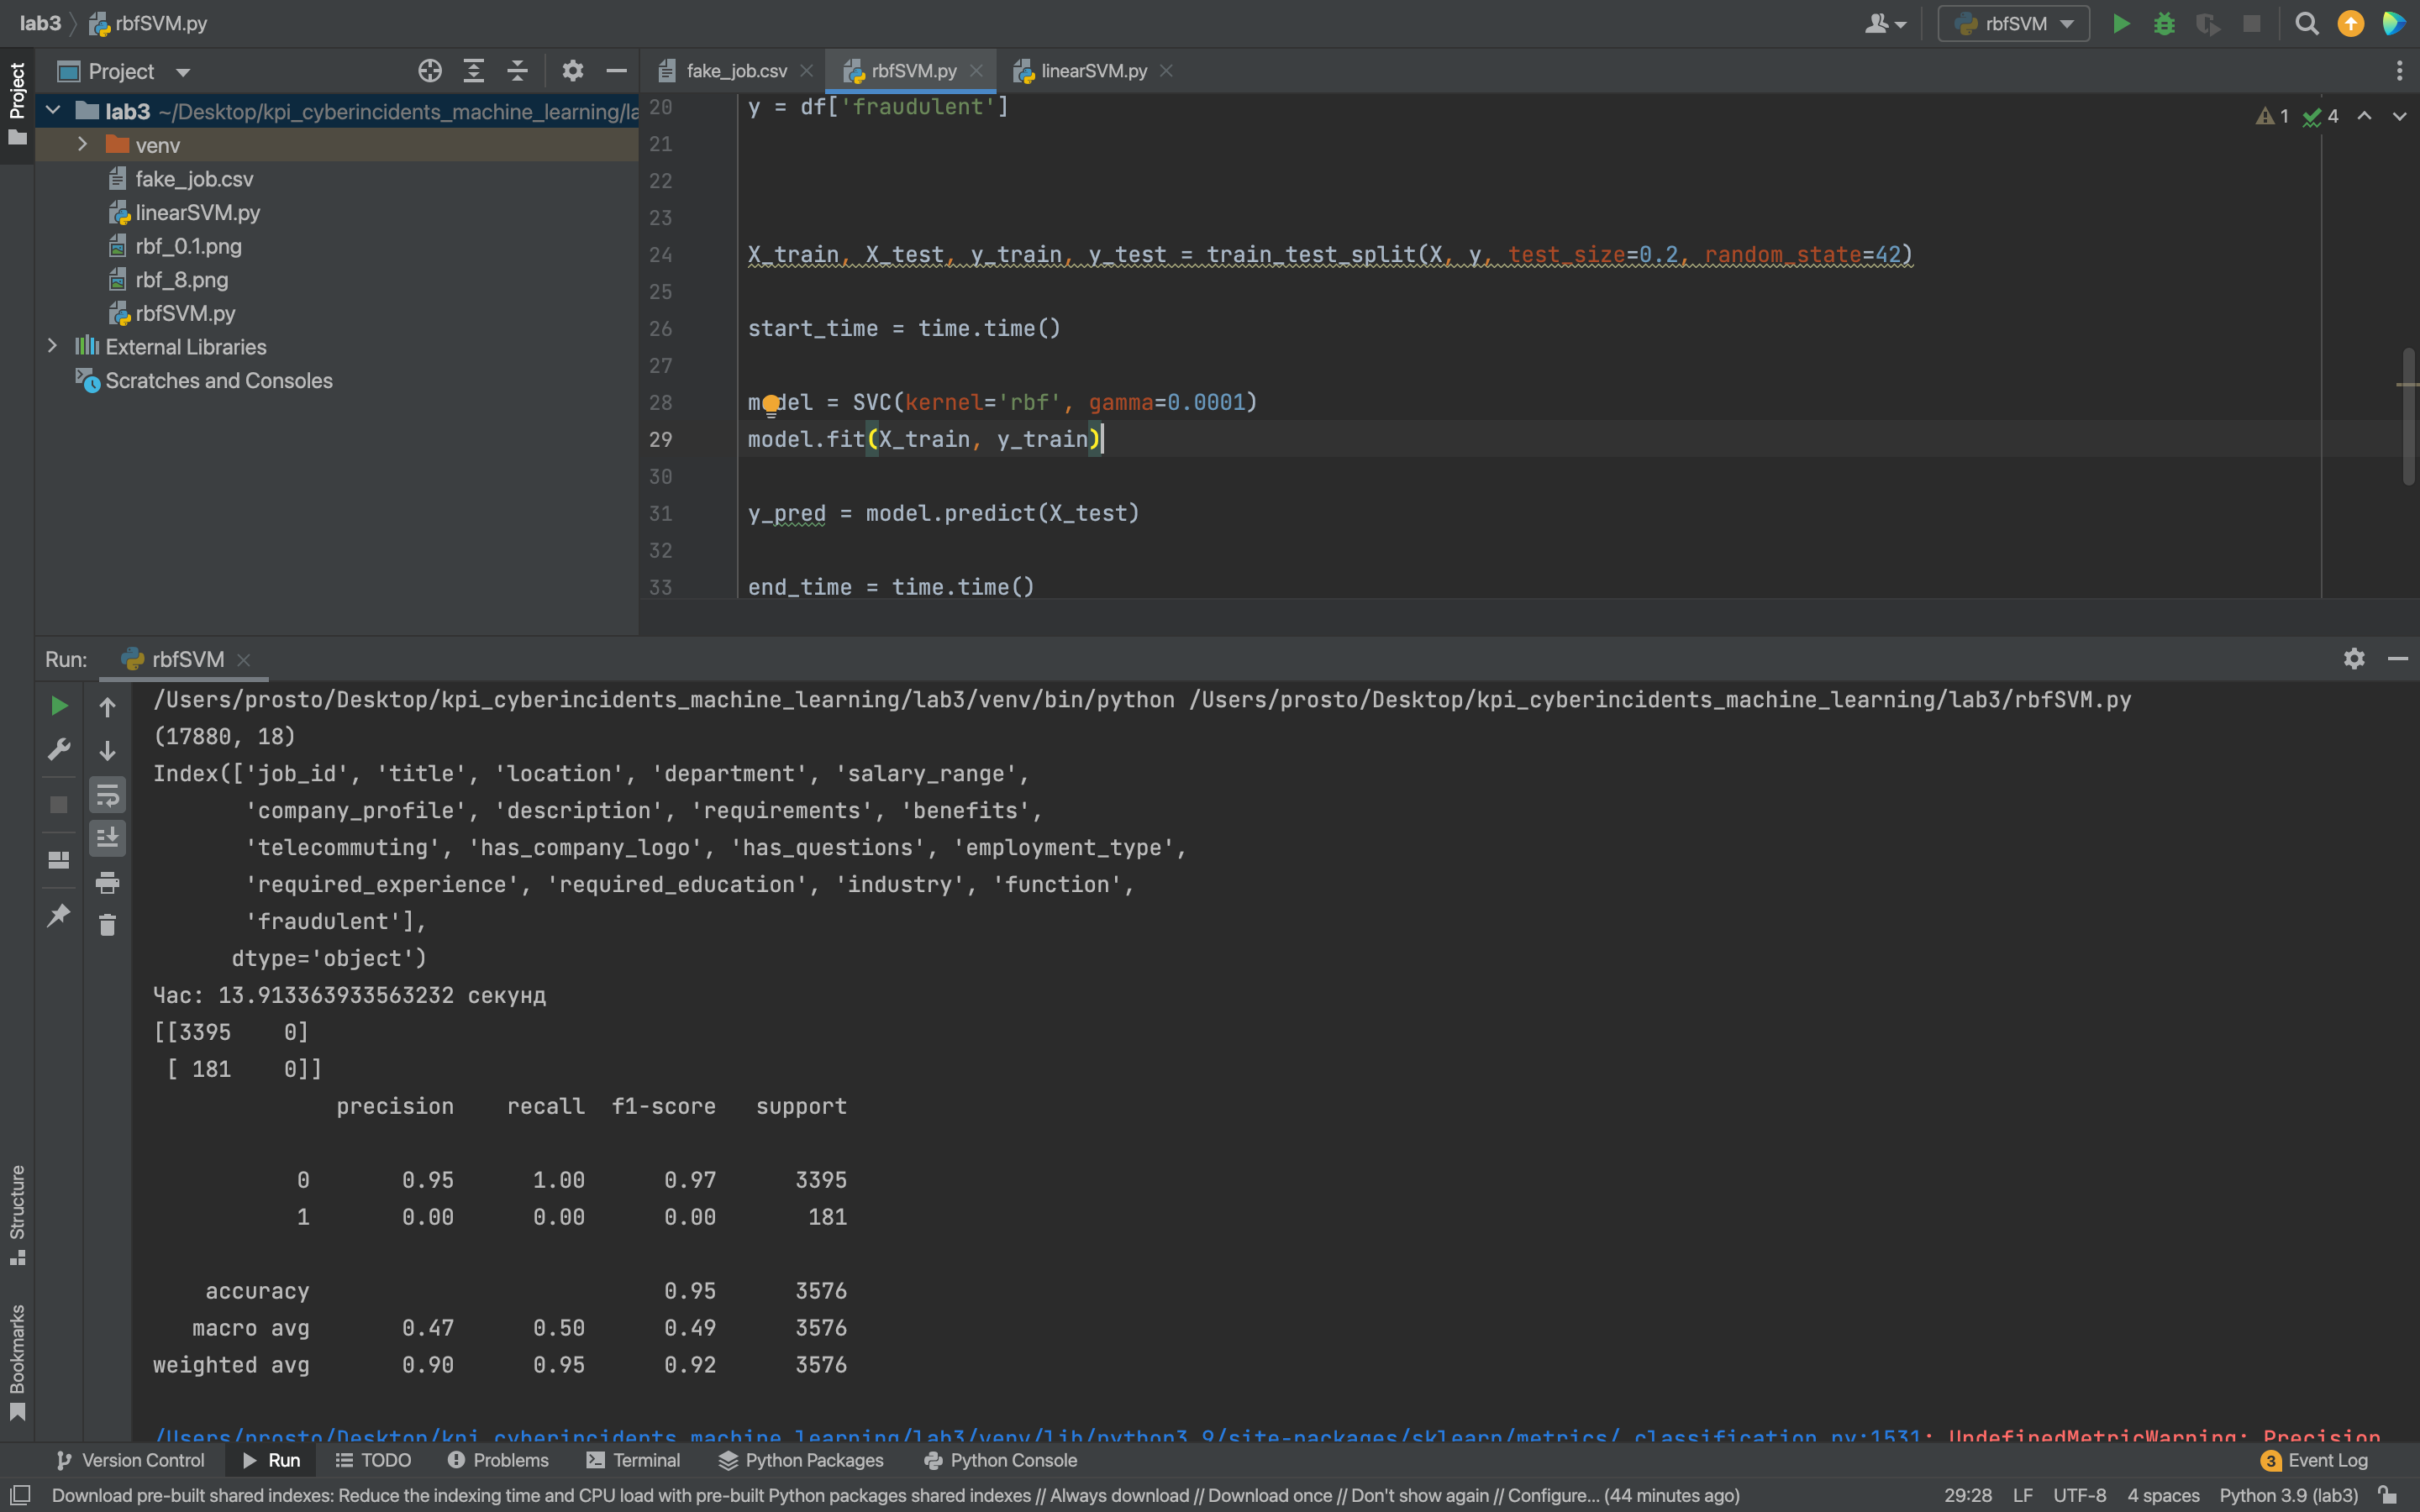 lab3 rbfSVM.py
rbfSVM
Project
Project
fake_job.csv
rbfSVM.py
linearSVM.py
lab3 ~/Desktop/kpi_cyberincidents_machine_learning/la
venv
fake_job.csv
linearSVM.py
rbf_0.1.png
rbf_8.png
rbfSVM.py
External Libraries
Scratches and Consoles
1 4
20 y = df['fraudulent']
21
22
23
24 X_train, X_test, y_train, y_test = train_test_split(X, y, test_size=0.2, random_state=42)
25
26 start_time = time.time()
27
28 model = SVC(kernel='rbf', gamma=0.0001)
29 model.fit(X_train, y_train)
30
31 y_pred = model.predict(X_test)
32
33 end_time = time.time()
Run: rbfSVM
/Users/prosto/Desktop/kpi_cyberincidents_machine_learning/lab3/venv/bin/python /Users/prosto/Desktop/kpi_cyberincidents_machine_learning/lab3/rbfSVM.py
(17880, 18)
Index(['job_id', 'title', 'location', 'department', 'salary_range',
'company_profile', 'description', 'requirements', 'benefits',
'telecommuting', 'has_company_logo', 'has_questions', 'employment_type',
'required_experience', 'required_education', 'industry', 'function',
'fraudulent'],
dtype='object')
Час: 13.913363933563232 секунд
[[3395 0]
[ 181 0]]
precision recall f1-score support
0 0.95 1.00 0.97 3395
1 0.00 0.00 0.00 181
accuracy 0.95 3576
macro avg 0.47 0.50 0.49 3576
weighted avg 0.90 0.95 0.92 3576
/Users/prosto/Desktop/kpi_cyberincidents_machine_learning/lab3/venv/lib/python3.9/site-packages/sklearn/metrics/_classification.py:1531: UndefinedMetricWarning: Precision
Structure
Bookmarks
Version Control Run TODO Problems Terminal Python Packages Python Console 3 Event Log
Download pre-built shared indexes: Reduce the indexing time and CPU load with pre-built Python packages shared indexes // Always download // Download once // Don't show again // Configure... (44 minutes ago) 29:28 LF UTF-8 4 spaces Python 3.9 (lab3)